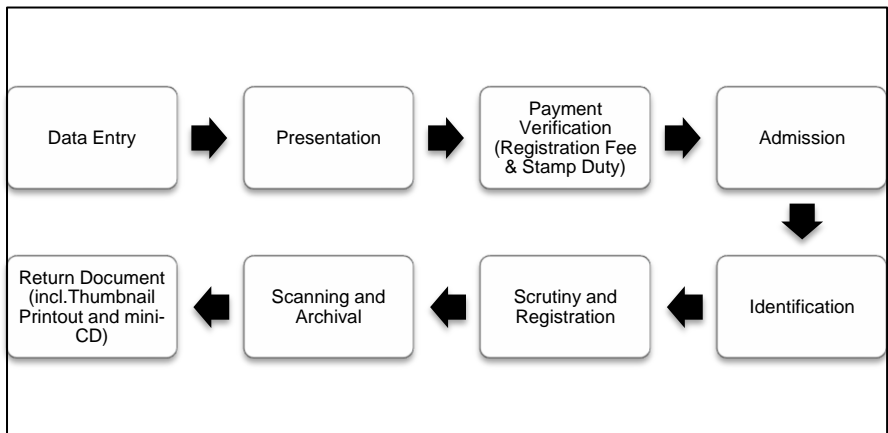 Data Entry
Presentation
Payment
Verification
(Registration Fee
& Stamp Duty)
Admission
Identification
Scrutiny and
Registration
Scanning and
Archival
Return Document
(incl.Thumbnail
Printout and mini-
CD)